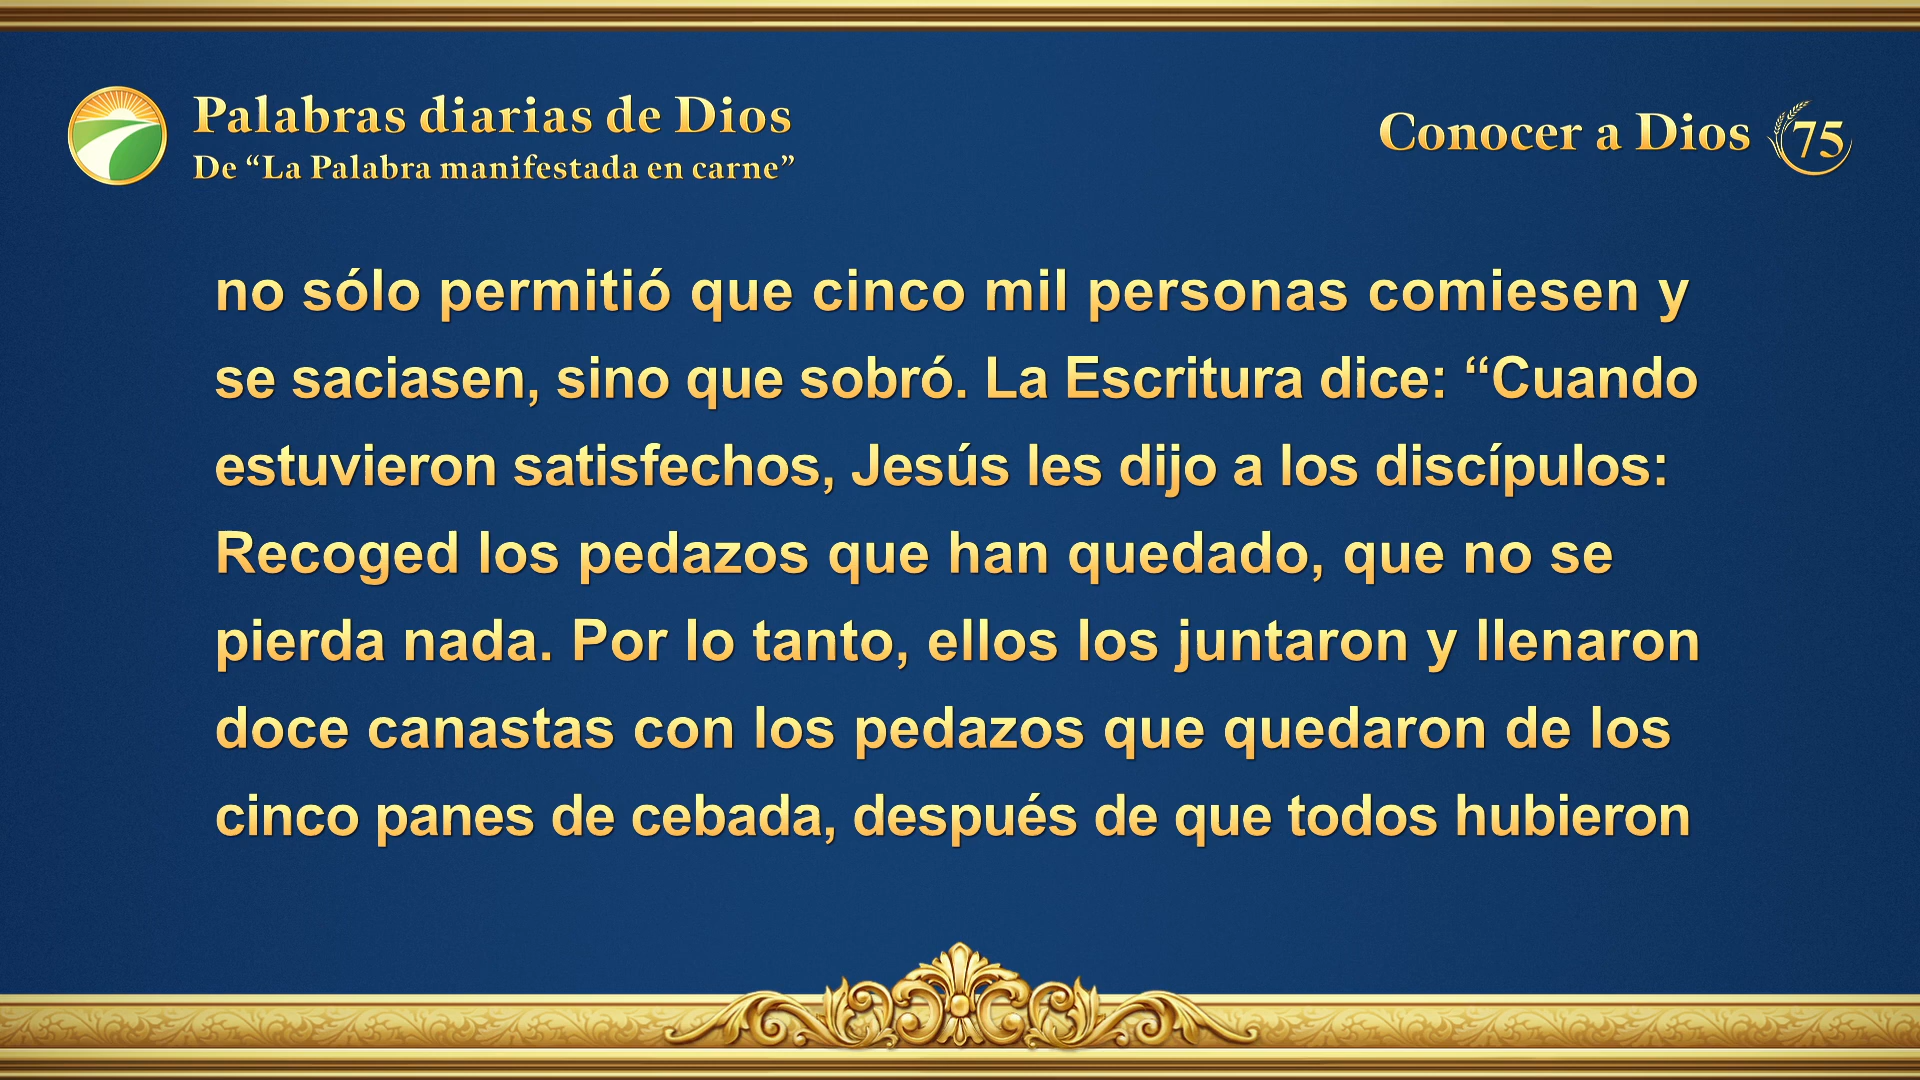 Palabras diarias de Dios
De “La Palabra manifestada en carne”
Conocer a Dios 75
no sólo permitió que cinco mil personas comiesen y
se saciasen, sino que sobró. La Escritura dice: “Cuando
estuvieron satisfechos, Jesús les dijo a los discípulos:
Recoged los pedazos que han quedado, que no se
pierda nada. Por lo tanto, ellos los juntaron y llenaron
doce canastas con los pedazos que quedaron de los
cinco panes de cebada, después de que todos hubieron